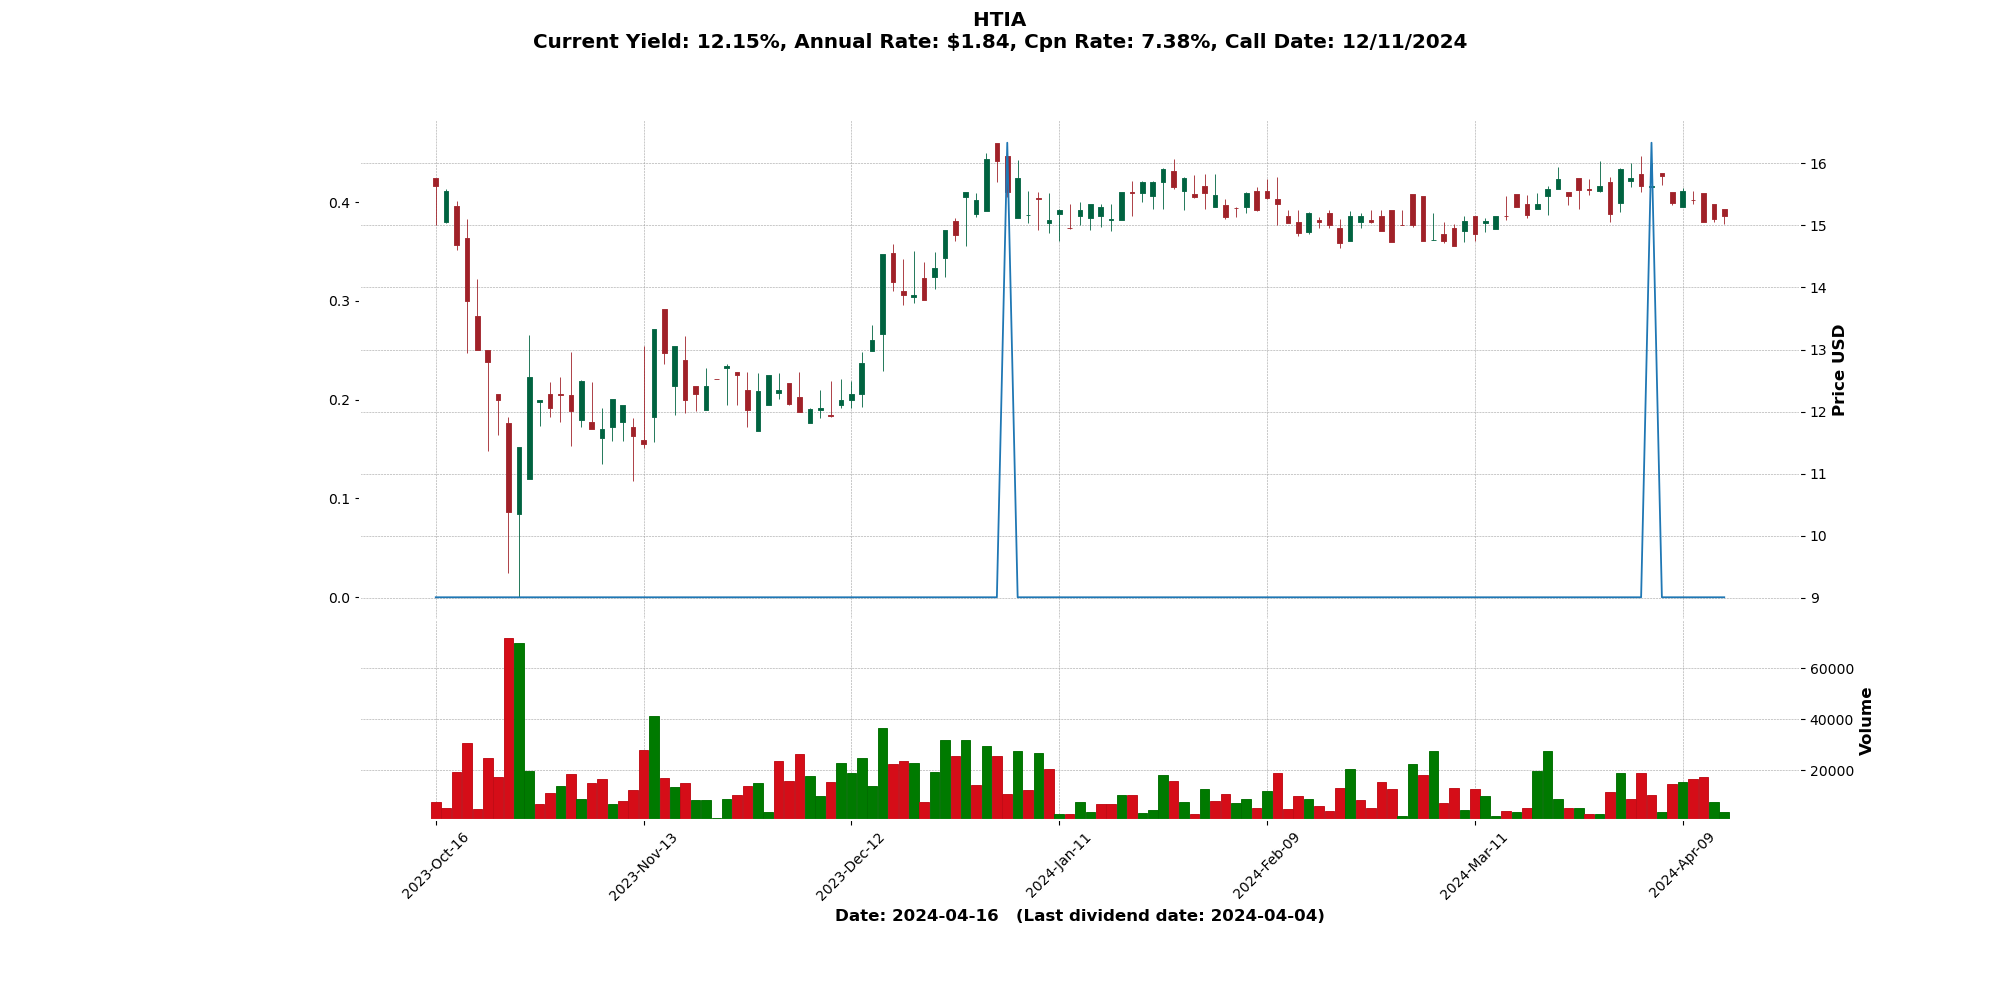 HTIA
Current Yield: 12.15%, Annual Rate: $1.84, Cpn Rate: 7.38%, Call Date: 12/11/2024
0.4
0.3
0.2
0.1
0.0
16
15
14
13
12
11
10
9
Price USD
60000
40000
20000
Volume
2023-Oct-16
2023-Nov-13
2023-Dec-12
2024-Jan-11
2024-Feb-09
2024-Mar-11
2024-Apr-09
Date: 2024-04-16 (Last dividend date: 2024-04-04)